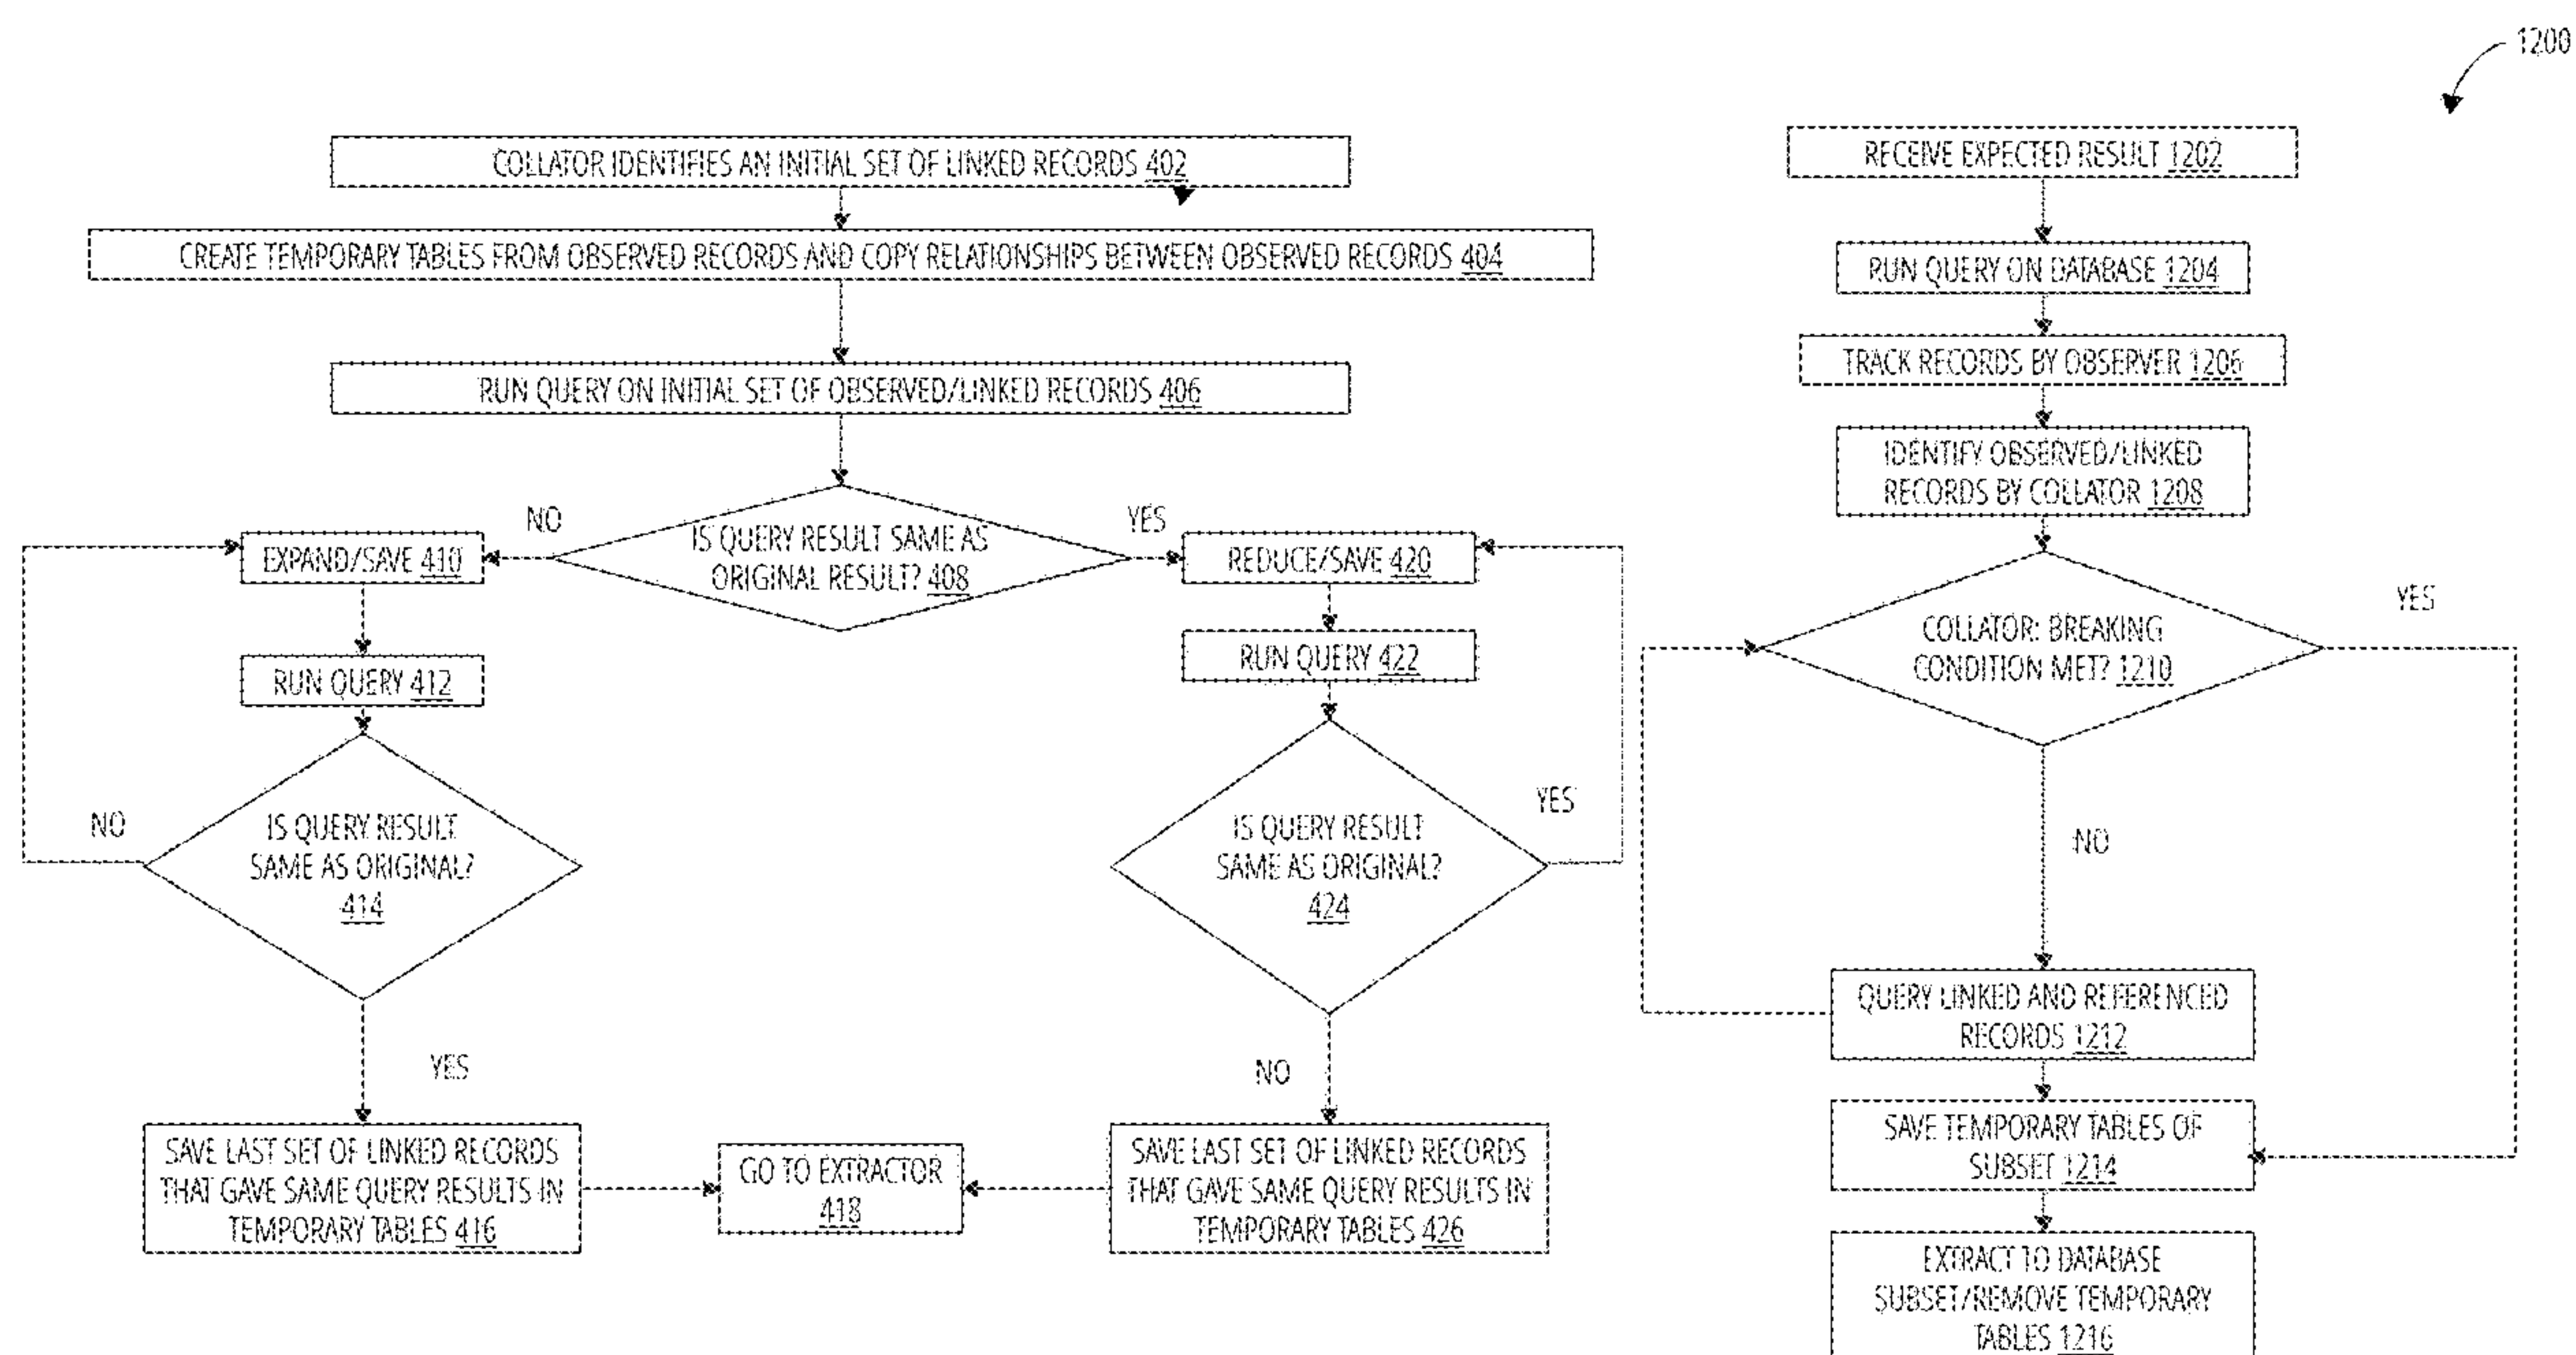 1200
COLLATOR IDENTIFIES AN INITIAL SET OF LINKED RECORDS 402
CREATE TEMPORARY TABLES FROM OBSERVED RECORDS AND COPY RELATIONSHIPS BETWEEN OBSERVED RECORDS 404
RUN QUERY ON INITIAL SET OF OBSERVED/LINKED RECORDS 406
IS QUERY RESULT SAME AS
ORIGINAL RESULT? 408
NO
YES
EXPAND/SAVE 410
RUN QUERY 412
IS QUERY RESULT
SAME AS ORIGINAL?
414
NO
YES
SAVE LAST SET OF LINKED RECORDS
THAT GAVE SAME QUERY RESULTS IN
TEMPORARY TABLES 416
GO TO EXTRACTOR
418
REDUCE/SAVE 420
RUN QUERY 422
IS QUERY RESULT
SAME AS ORIGINAL?
424
YES
NO
SAVE LAST SET OF LINKED RECORDS
THAT GAVE SAME QUERY RESULTS IN
TEMPORARY TABLES 426
RECEIVE EXPECTED RESULT 1202
RUN QUERY ON DATABASE 1204
TRACK RECORDS BY OBSERVER 1206
IDENTIFY OBSERVED/LINKED
RECORDS BY COLLATOR 1208
COLLATOR: BREAKING
CONDITION MET? 1210
YES
NO
QUERY LINKED AND REFERENCED
RECORDS 1212
SAVE TEMPORARY TABLES OF
SUBSET 1214
EXTRACT TO DATABASE
SUBSET/REMOVE TEMPORARY
TABLES 1216